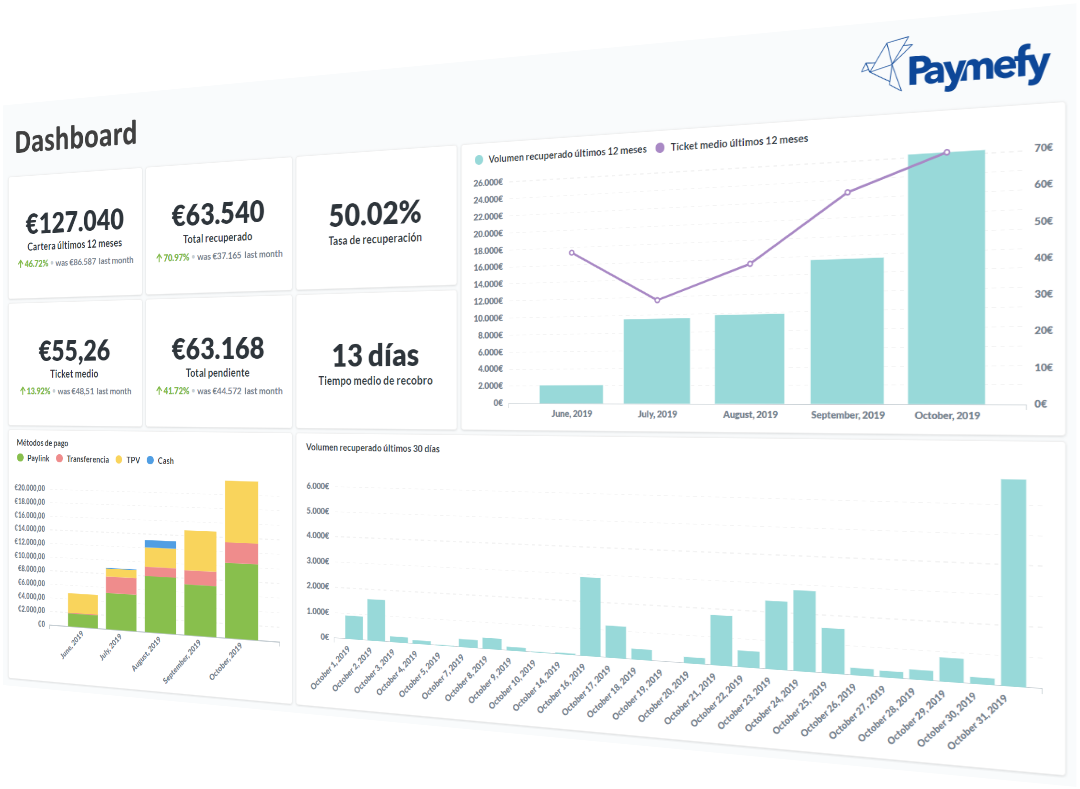 Paymefy
Dashboard
€127.040
Cartera últimos 12 meses
↑46.72% • was €86.587 last month
€63.540
Total recuperado
↑70.97% • was €37.165 last month
50.02%
Tasa de recuperación
€55,26
Ticket medio
↑13.92% • was €48,51 last month
€63.168
Total pendiente
↑41.72% • was €44.572 last month
13 días
Tiempo medio de recobro
Volumen recuperado últimos 12 meses
Ticket medio últimos 12 meses
26.000€
24.000€
22.000€
20.000€
18.000€
16.000€
14.000€
12.000€
10.000€
8.000€
6.000€
4.000€
2.000€
0€
70€
60€
50€
40€
30€
20€
10€
0€
June, 2019
July, 2019
August, 2019
September, 2019
October, 2019
Métodos de pago
Paylink
Transferencia
TPV
Cash
€20.000,00
€18.000,00
€16.000,00
€14.000,00
€12.000,00
€10.000,00
€8.000,00
€6.000,00
€4.000,00
€2.000,00
€0
June, 2019
July, 2019
August, 2019
September, 2019
October, 2019
Volumen recuperado últimos 30 días
6.000€
5.000€
4.000€
3.000€
2.000€
1.000€
0€
October 1, 2019
October 2, 2019
October 3, 2019
October 4, 2019
October 5, 2019
October 7, 2019
October 8, 2019
October 9, 2019
October 10, 2019
October 14, 2019
October 16, 2019
October 17, 2019
October 18, 2019
October 19, 2019
October 20, 2019
October 21, 2019
October 22, 2019
October 23, 2019
October 24, 2019
October 25, 2019
October 26, 2019
October 27, 2019
October 28, 2019
October 29, 2019
October 30, 2019
October 31, 2019